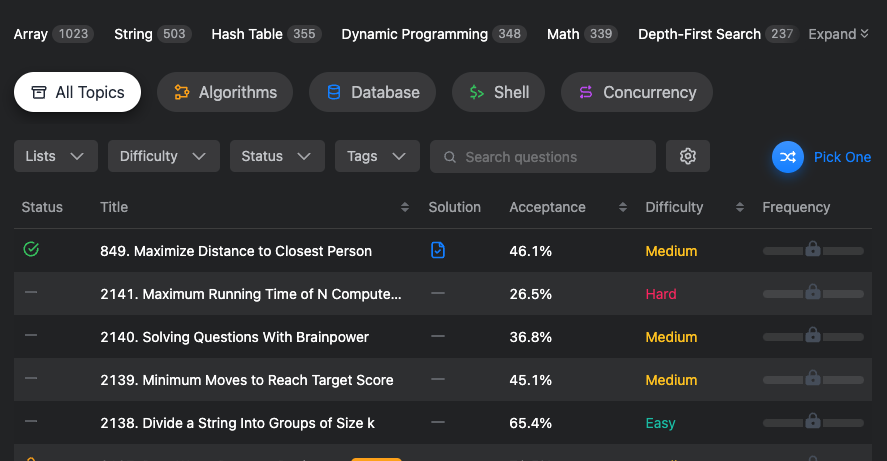 Array 1023 String 503 Hash Table 355 Dynamic Programming 348 Math 339 Depth-First Search 237 Expand
All Topics Algorithms Database Shell Concurrency
Lists Difficulty Status Tags Search questions Pick One
Status Title Solution Acceptance Difficulty Frequency
849. Maximize Distance to Closest Person 46.1% Medium
2141. Maximum Running Time of N Compute... 26.5% Hard
2140. Solving Questions With Brainpower 36.8% Medium
2139. Minimum Moves to Reach Target Score 45.1% Medium
2138. Divide a String Into Groups of Size k 65.4% Easy